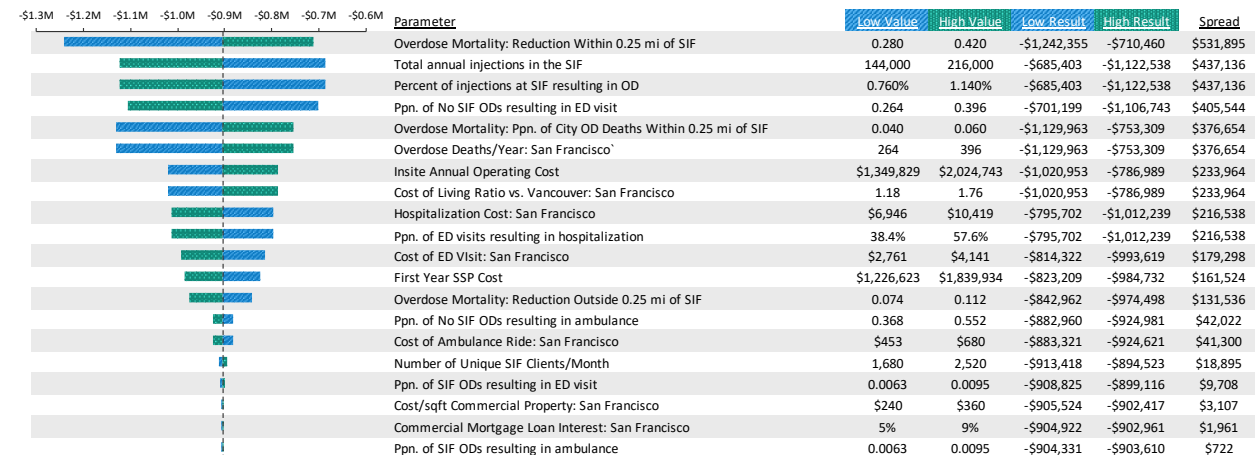 -$1.3M -$1.2M -$1.1M -$1.0M -$0.9M -$0.8M -$0.7M -$0.6M Parameter Low Value High Value Low Result High Result Spread
Overdose Mortality: Reduction Within 0.25 mi of SIF 0.280 0.420 -$1,242,355 -$710,460 $531,895
Total annual injections in the SIF 144,000 216,000 -$685,403 -$1,122,538 $437,136
Percent of injections at SIF resulting in OD 0.760% 1.140% -$685,403 -$1,122,538 $437,136
Ppn. of No SIF ODs resulting in ED visit 0.264 0.396 -$701,199 -$1,106,743 $405,544
Overdose Mortality: Ppn. of City OD Deaths Within 0.25 mi of SIF 0.040 0.060 -$1,129,963 -$753,309 $376,654
Overdose Deaths/Year: San Francisco` 264 396 -$1,129,963 -$753,309 $376,654
Insite Annual Operating Cost $1,349,829 $2,024,743 -$1,020,953 -$786,989 $233,964
Cost of Living Ratio vs. Vancouver: San Francisco 1.18 1.76 -$1,020,953 -$786,989 $233,964
Hospitalization Cost: San Francisco $6,946 $10,419 -$795,702 -$1,012,239 $216,538
Ppn. of ED visits resulting in hospitalization 38.4% 57.6% -$795,702 -$1,012,239 $216,538
Cost of ED VIsit: San Francisco $2,761 $4,141 -$814,322 -$993,619 $179,298
First Year SSP Cost $1,226,623 $1,839,934 -$823,209 -$984,732 $161,524
Overdose Mortality: Reduction Outside 0.25 mi of SIF 0.074 0.112 -$842,962 -$974,498 $131,536
Ppn. of No SIF ODs resulting in ambulance 0.368 0.552 -$882,960 -$924,981 $42,022
Cost of Ambulance Ride: San Francisco $453 $680 -$883,321 -$924,621 $41,300
Number of Unique SIF Clients/Month 1,680 2,520 -$913,418 -$894,523 $18,895
Ppn. of SIF ODs resulting in ED visit 0.0063 0.0095 -$908,825 -$899,116 $9,708
Cost/sqft Commercial Property: San Francisco $240 $360 -$905,524 -$902,417 $3,107
Commercial Mortgage Loan Interest: San Francisco 5% 9% -$904,922 -$902,961 $1,961
Ppn. of SIF ODs resulting in ambulance 0.0063 0.0095 -$904,331 -$903,610 $722